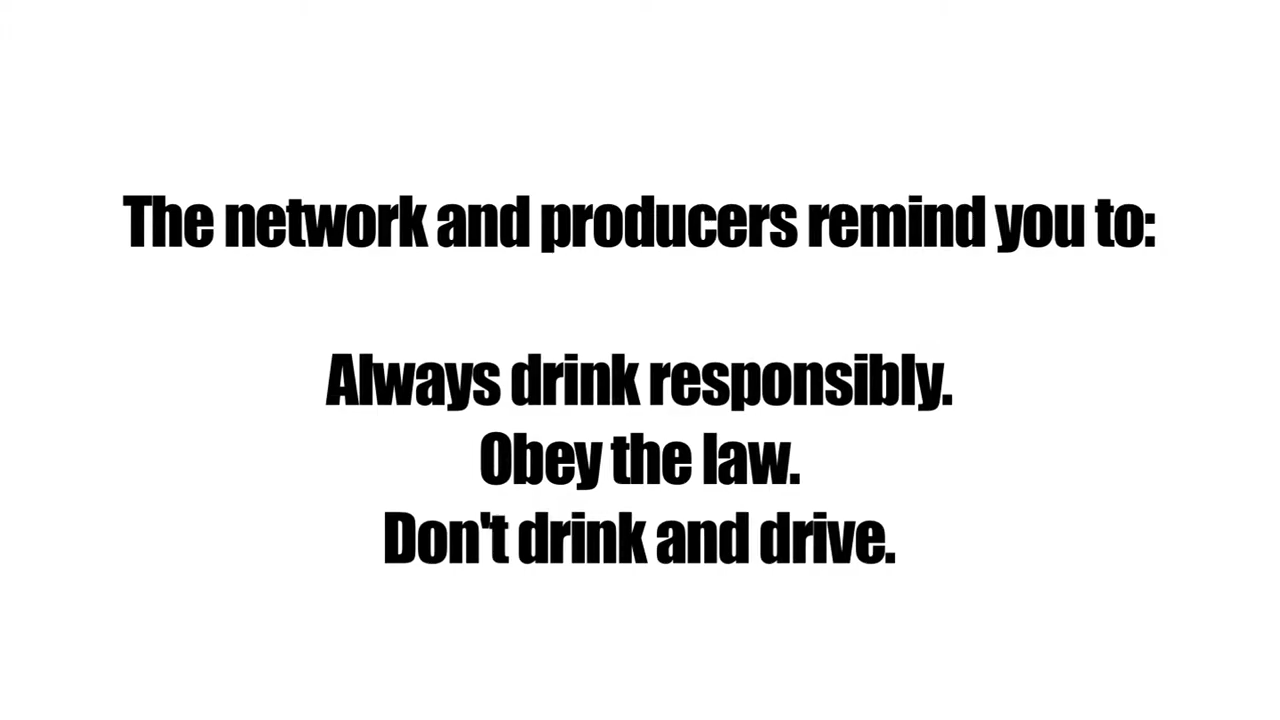 The network and producers remind you to:
Always drink responsibly.
Obey the law.
Don't drink and drive.